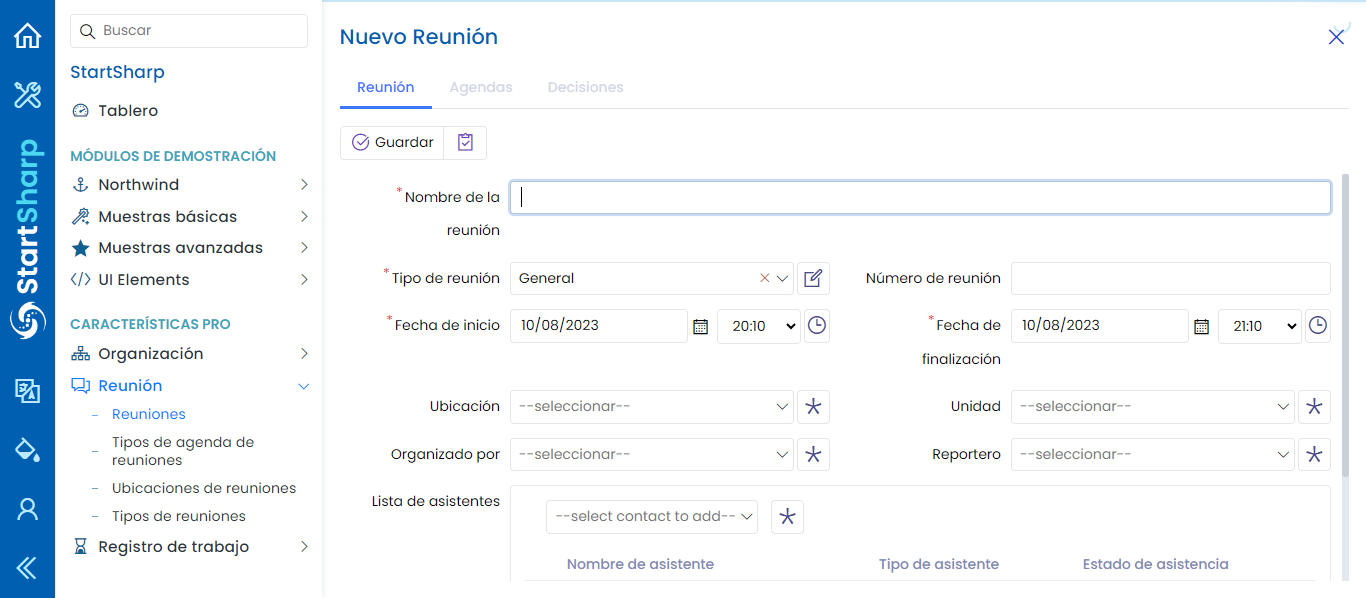 StartSharp
Buscar
StartSharp
Tablero
MÓDULOS DE DEMOSTRACIÓN
Northwind
Muestras básicas
Muestras avanzadas
UI Elements
CARACTERÍSTICAS PRO
Organización
Reunión
– Reuniones
– Tipos de agenda de
reuniones
– Ubicaciones de reuniones
– Tipos de reuniones
Registro de trabajo
Nuevo Reunión
Reunión Agendas Decisiones
Guardar
*Nombre de la
reunión
*Tipo de reunión General Número de reunión
*Fecha de inicio 10/08/2023 20:10 *Fecha de
finalización 10/08/2023 21:10
Ubicación --seleccionar-- Unidad --seleccionar--
Organizado por --seleccionar-- Reportero --seleccionar--
Lista de asistentes
--select contact to add--
Nombre de asistente Tipo de asistente Estado de asistencia